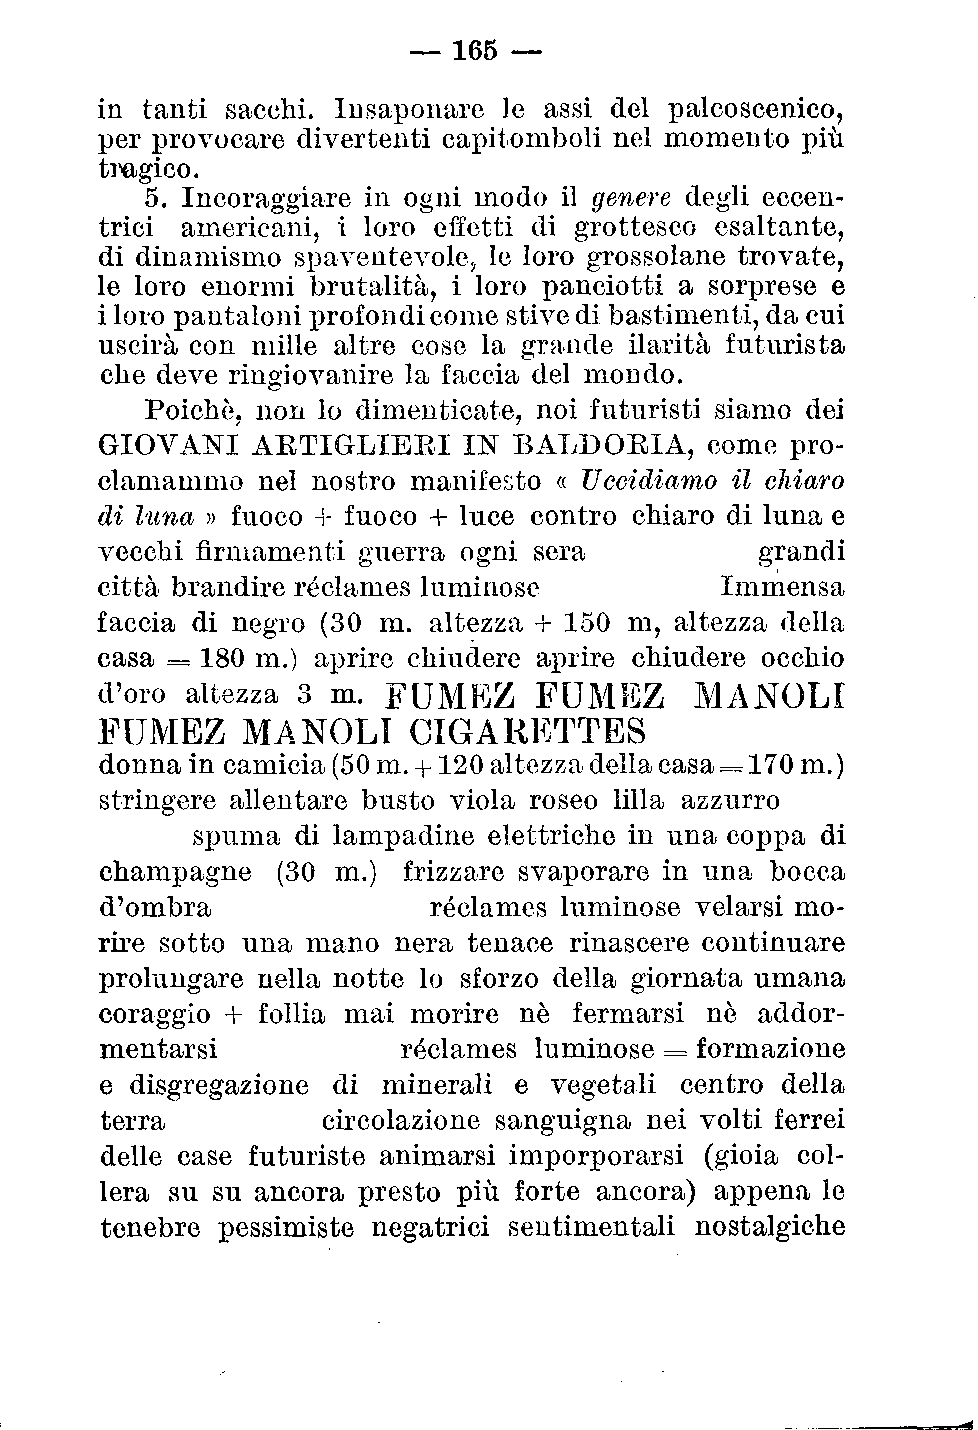 — 165 —
in tanti sacchi. Insaponare le assi del palcoscenico,
per provocare divertenti capitomboli nel momento più
tragico.
5. Incoraggiare in ogni modo il genere degli eccen-
trici americani, i loro effetti di grottesco esaltante,
di dinamismo spaventevole, le loro grossolane trovate,
le loro enormi brutalità, i loro panciotti a sorprese e
i loro pantaloni profondi come stive di bastimenti, da cui
uscirà con mille altre cose la grande ilarità futurista
che deve ringiovanire la faccia del mondo.
Poichè, non lo dimenticate, noi futuristi siamo dei
GIOVANI ARTIGLIERI IN BALDORIA, come pro-
clamammo nel nostro manifesto « Uccidiamo il chiaro
di luna » fuoco + fuoco + luce contro chiaro di luna e
vecchi firmamenti guerra ogni sera grandi
città brandire réclames luminose Immensa
faccia di negro (30 m. altezza + 150 m, altezza della
casa = 180 m.) aprire chiudere aprire chiudere occhio
d'oro altezza 3 m. FUMEZ FUMEZ MANOLI
FUMEZ MANOLI CIGARETTES
donna in camicia (50 m. + 120 altezza della casa = 170 m.)
stringere allentare busto viola roseo lilla azzurro
spuma di lampadine elettriche in una coppa di
champagne (30 m.) frizzare svaporare in una bocca
d'ombra réclames luminose velarsi mo-
rire sotto una mano nera tenace rinascere continuare
prolungare nella notte lo sforzo della giornata umana
coraggio + follia mai morire nè fermarsi nè addor-
mentarsi réclames luminose = formazione
e disgregazione di minerali e vegetali centro della
terra circolazione sanguigna nei volti ferrei
delle case futuriste animarsi imporporarsi (gioia col-
lera su su ancora presto più forte ancora) appena le
tenebre pessimiste negatrici sentimentali nostalgiche